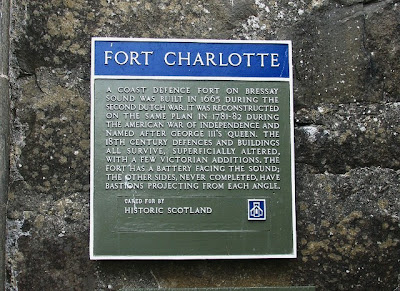 FORT CHARLOTTE
A COAST DEFENCE FORT ON BRESSAY
SOUND WAS BUILT IN 1665 DURING THE
SECOND DUTCH WAR. IT WAS RECONSTRUCTED
ON THE SAME PLAN IN 1781-82 DURING
THE AMERICAN WAR OF INDEPENDENCE AND
NAMED AFTER GEORGE III'S QUEEN. THE
18TH CENTURY DEFENCES AND BUILDINGS
ALL SURVIVE, SUPERFICIALLY ALTERED,
WITH A FEW VICTORIAN ADDITIONS. THE
FORT HAS A BATTERY FACING THE SOUND;
THE OTHER SIDES, NEVER COMPLETED, HAVE
BASTIONS PROJECTING FROM EACH ANGLE.
CARED FOR BY
HISTORIC SCOTLAND